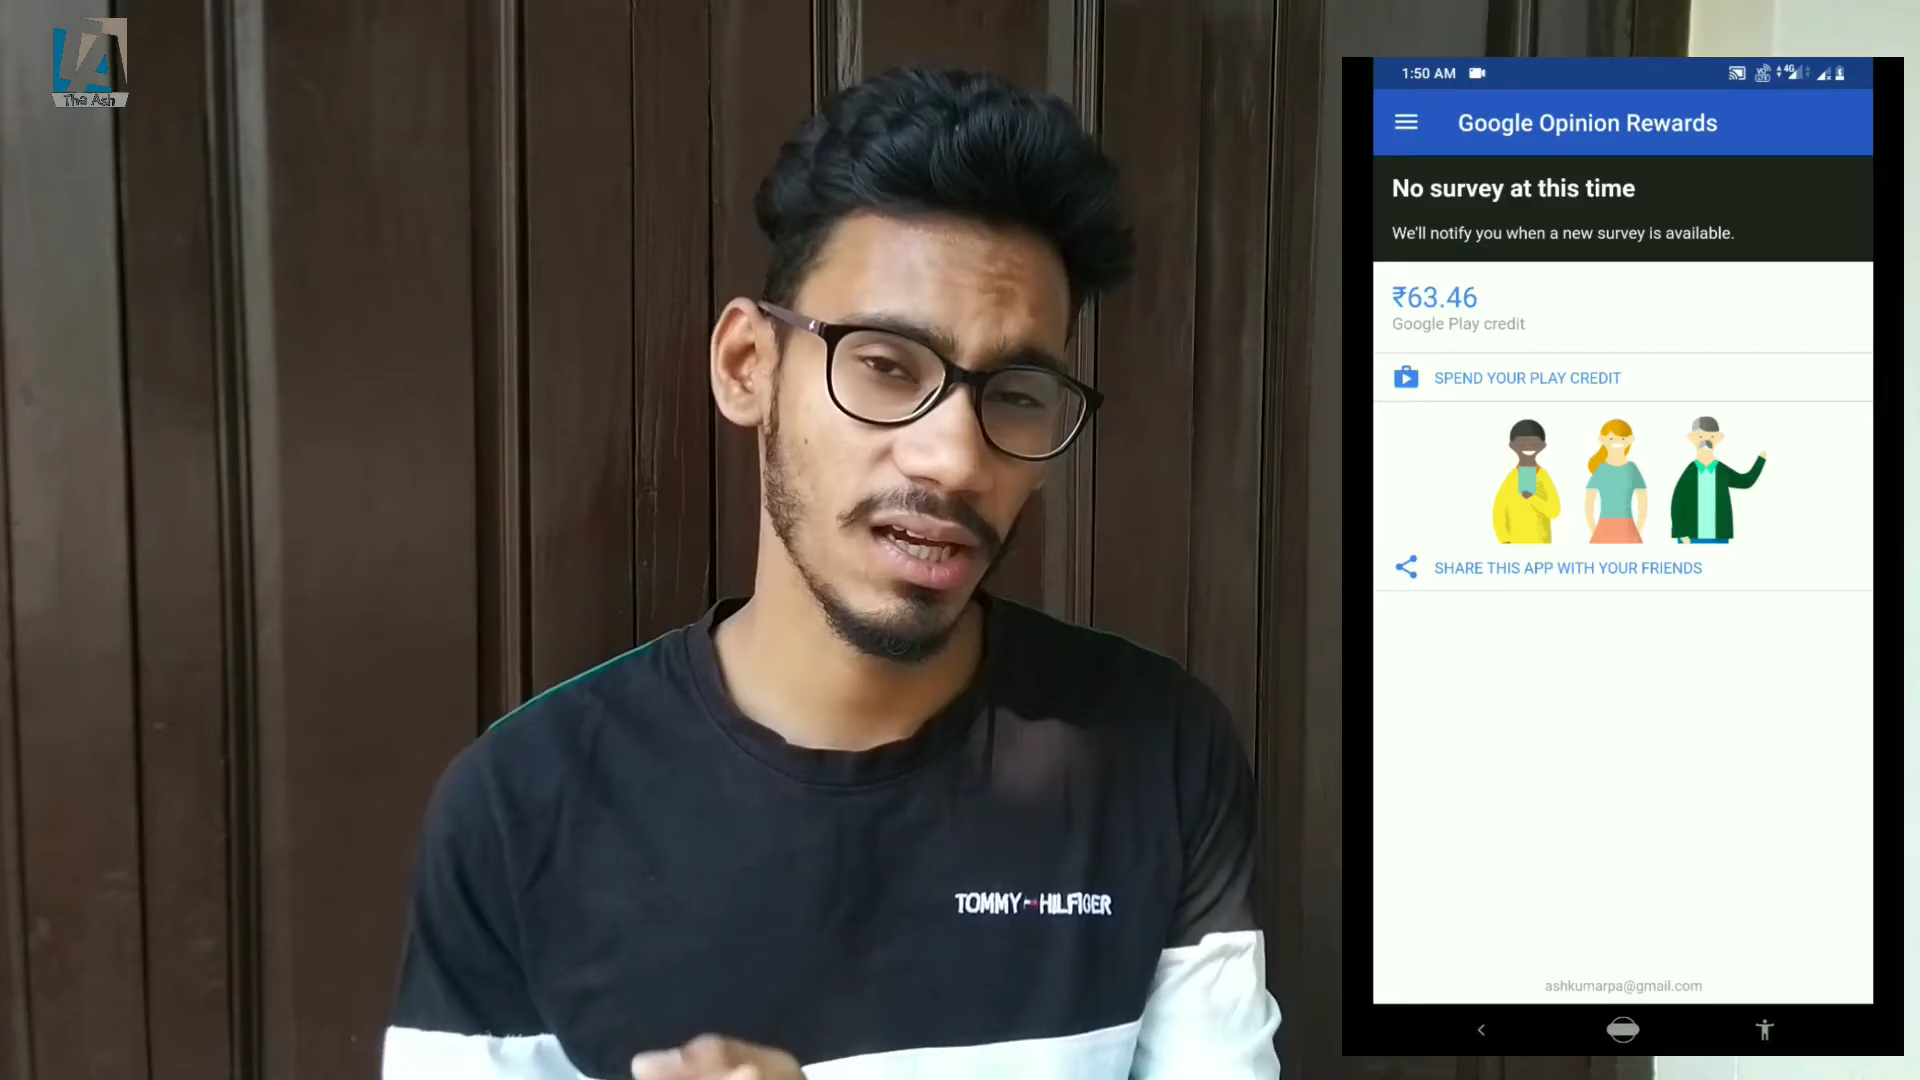 The Ash
1:50 AM
4G
Google Opinion Rewards
No survey at this time
We'll notify you when a new survey is available.
₹63.46
Google Play credit
SPEND YOUR PLAY CREDIT
SHARE THIS APP WITH YOUR FRIENDS
ashkumarpa@gmail.com
TOMMY HILFIGER